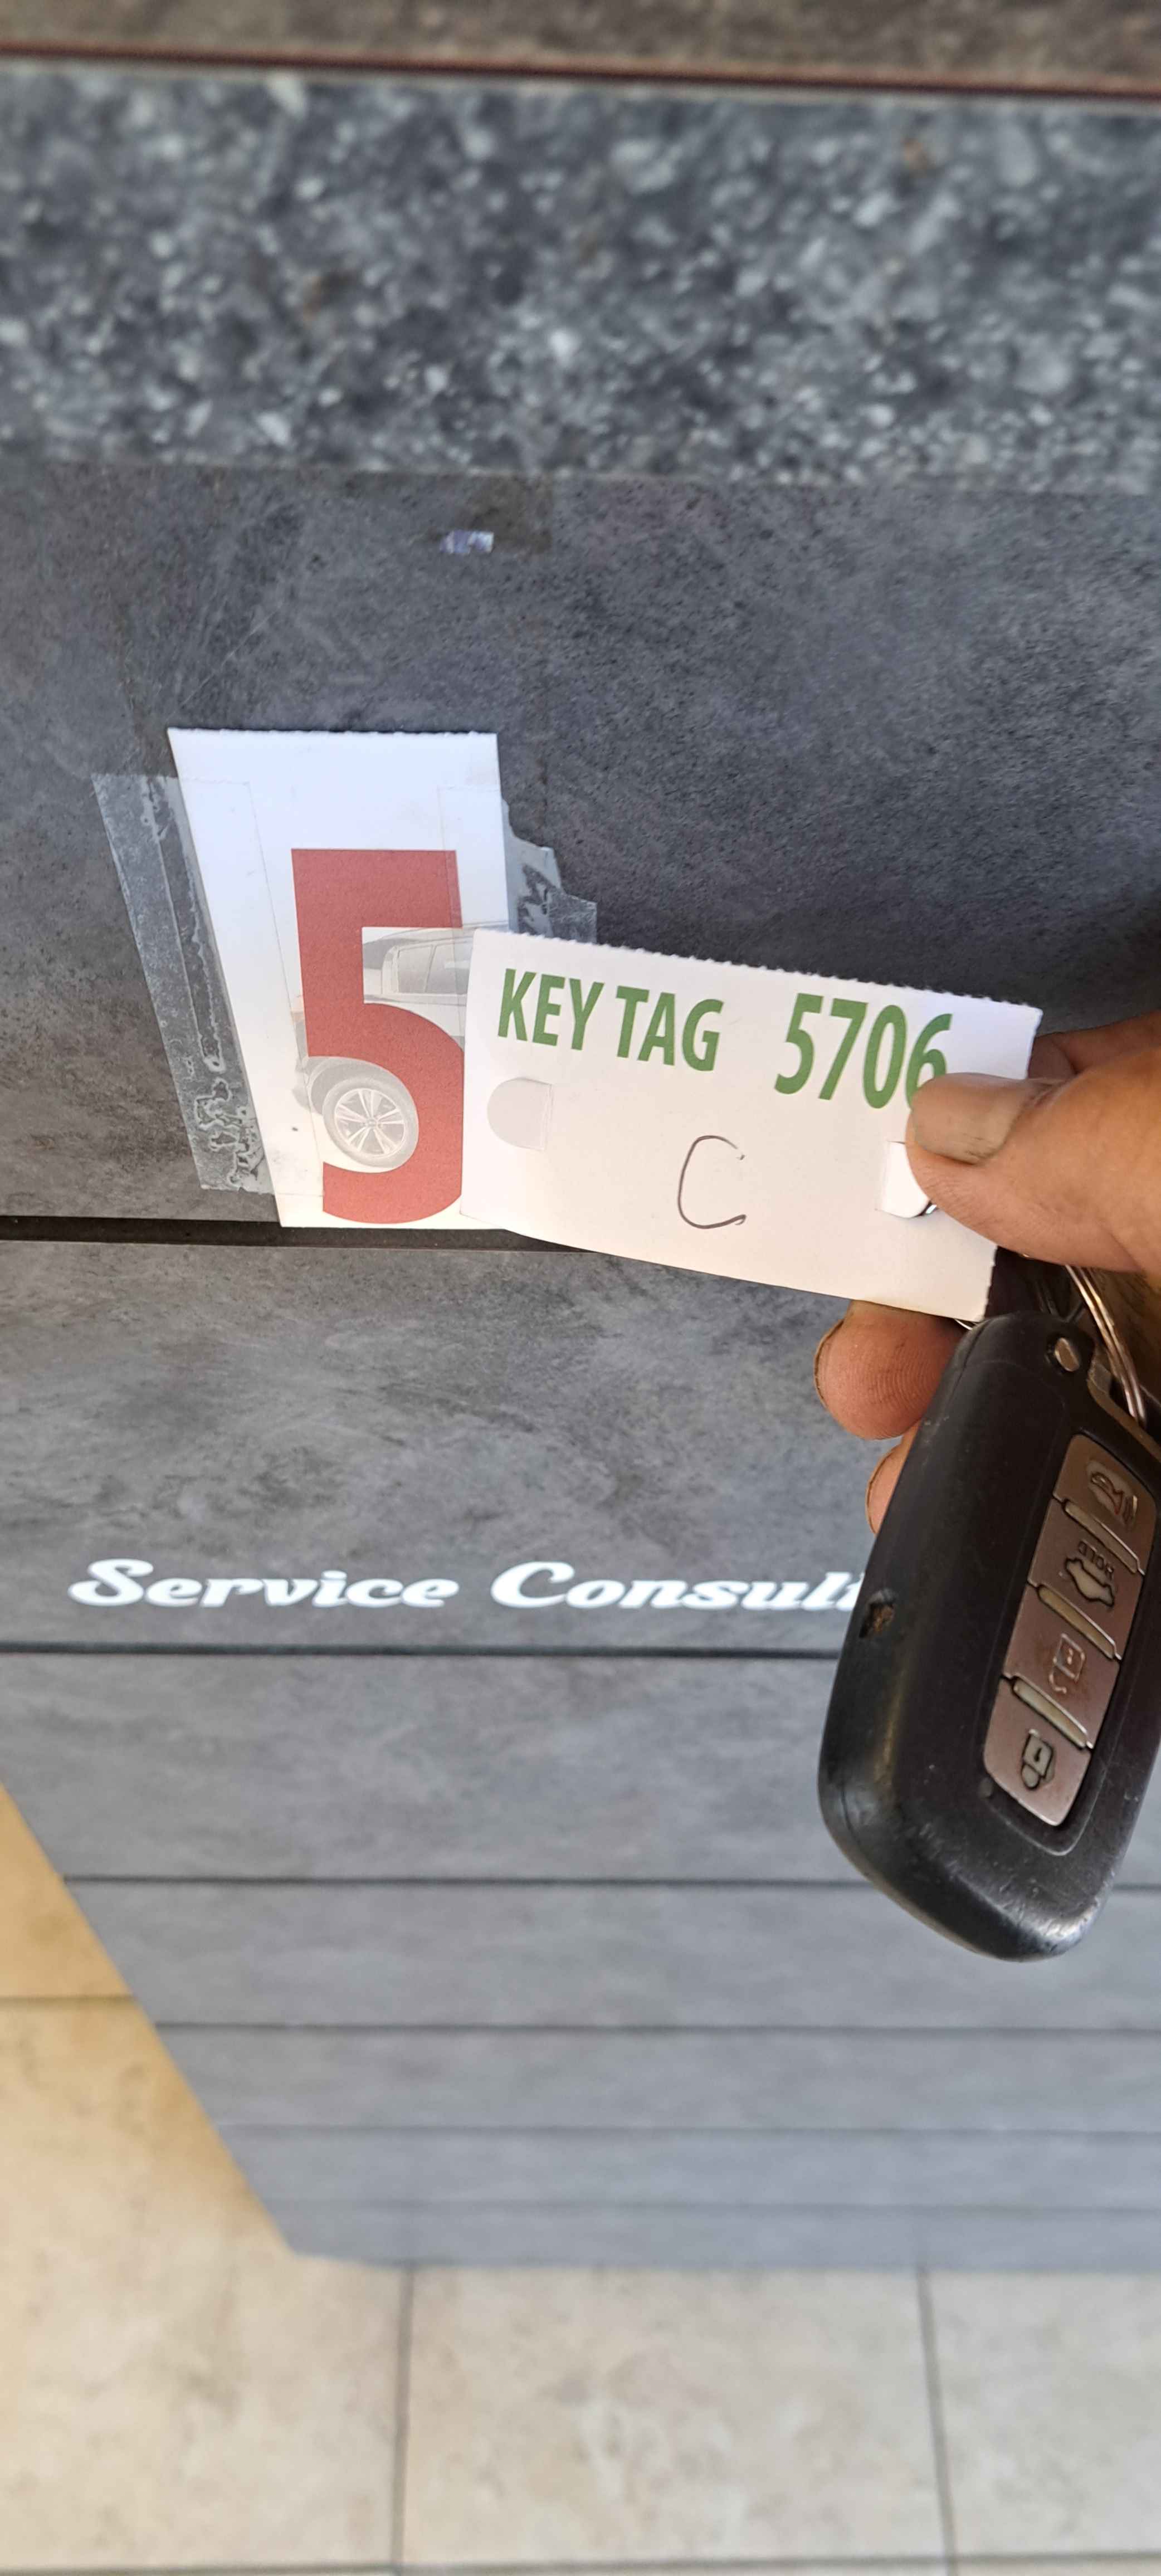 5
KEY TAG 5706
C
Service Consult